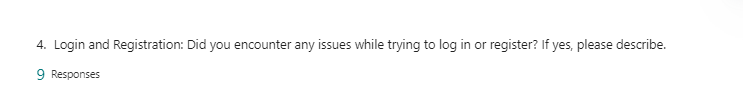 4. Login and Registration: Did you encounter any issues while trying to log in or register? If yes, please describe.
9 Responses